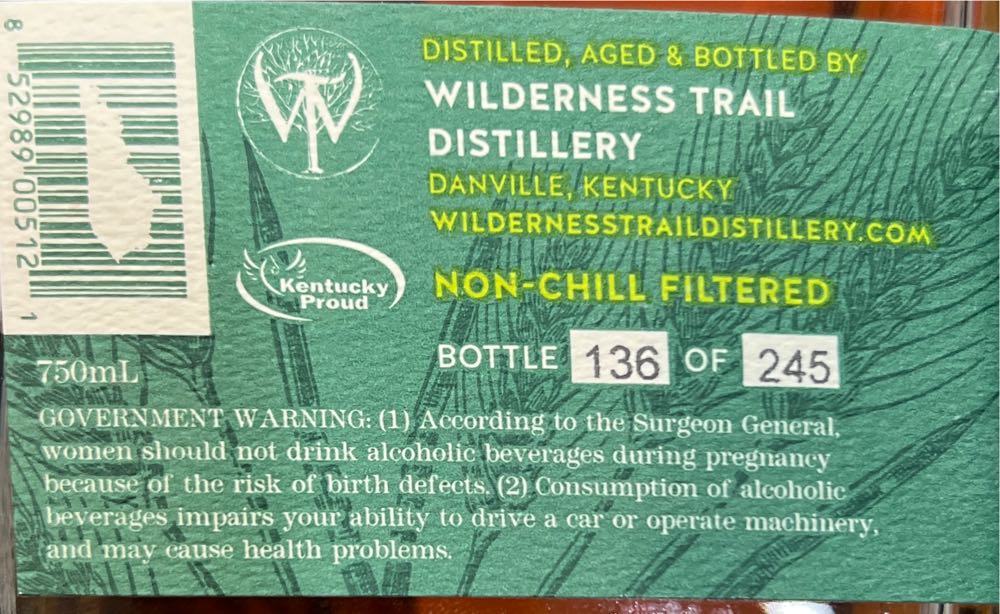 8 52989 00512 1
WT
DISTILLED, AGED & BOTTLED BY
WILDERNESS TRAIL
DISTILLERY
DANVILLE, KENTUCKY
WILDERNESSTRAILDISTILLERY.COM
Kentucky
Proud
NON-CHILL FILTERED
BOTTLE 136 OF 245
750mL
GOVERNMENT WARNING: (1) According to the Surgeon General,
women should not drink alcoholic beverages during pregnancy
because of the risk of birth defects. (2) Consumption of alcoholic
beverages impairs your ability to drive a car or operate machinery,
and may cause health problems.